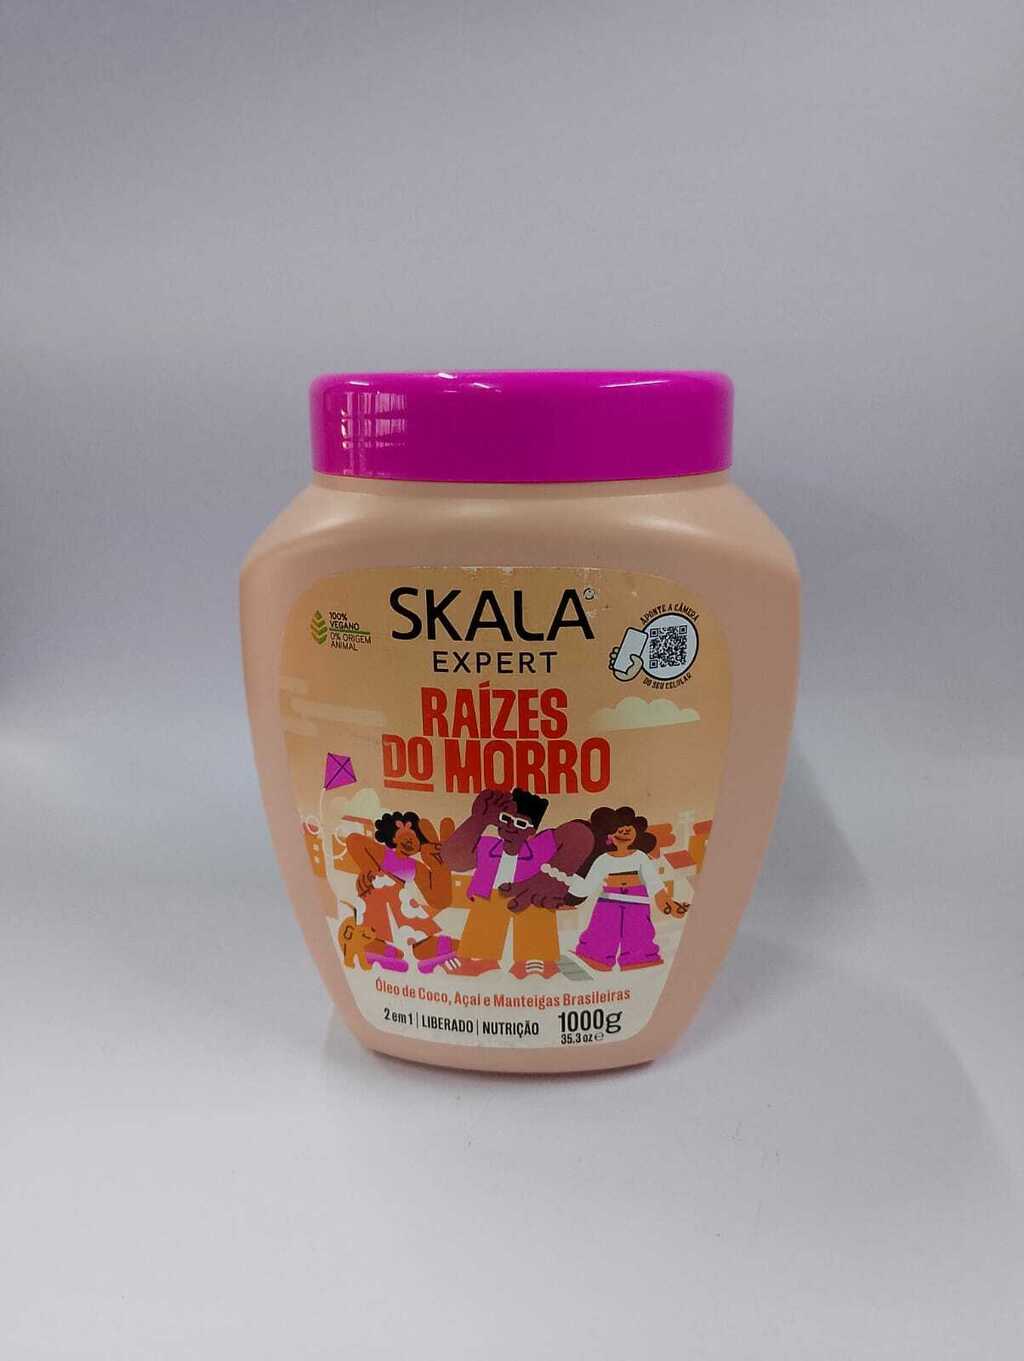 SKALA
EXPERT
RAÍZES
DO MORRO
100%
VEGANO
0% ORIGEM
ANIMAL
APONTE A CÂMERA
DO SEU CELULAR
Óleo de Coco, Açaí e Manteigas Brasileiras
2 em 1 | LIBERADO | NUTRIÇÃO
1000g
35.3 oz e